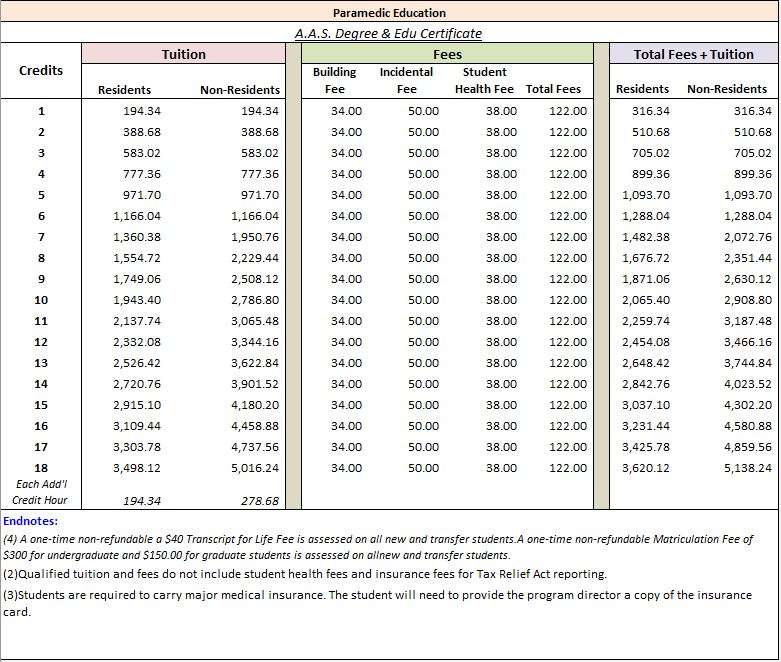 Paramedic Education
A.A.S. Degree & Edu Certificate
Credits Tuition Fees Total Fees + Tuition
Residents Non-Residents Building Fee Incidental Fee Student Health Fee Total Fees Residents Non-Residents
1 194.34 194.34 34.00 50.00 38.00 122.00 316.34 316.34
2 388.68 388.68 34.00 50.00 38.00 122.00 510.68 510.68
3 583.02 583.02 34.00 50.00 38.00 122.00 705.02 705.02
4 777.36 777.36 34.00 50.00 38.00 122.00 899.36 899.36
5 971.70 971.70 34.00 50.00 38.00 122.00 1,093.70 1,093.70
6 1,166.04 1,166.04 34.00 50.00 38.00 122.00 1,288.04 1,288.04
7 1,360.38 1,950.76 34.00 50.00 38.00 122.00 1,482.38 2,072.76
8 1,554.72 2,229.44 34.00 50.00 38.00 122.00 1,676.72 2,351.44
9 1,749.06 2,508.12 34.00 50.00 38.00 122.00 1,871.06 2,630.12
10 1,943.40 2,786.80 34.00 50.00 38.00 122.00 2,065.40 2,908.80
11 2,137.74 3,065.48 34.00 50.00 38.00 122.00 2,259.74 3,187.48
12 2,332.08 3,344.16 34.00 50.00 38.00 122.00 2,454.08 3,466.16
13 2,526.42 3,622.84 34.00 50.00 38.00 122.00 2,648.42 3,744.84
14 2,720.76 3,901.52 34.00 50.00 38.00 122.00 2,842.76 4,023.52
15 2,915.10 4,180.20 34.00 50.00 38.00 122.00 3,037.10 4,302.20
16 3,109.44 4,458.88 34.00 50.00 38.00 122.00 3,231.44 4,580.88
17 3,303.78 4,737.56 34.00 50.00 38.00 122.00 3,425.78 4,859.56
18 3,498.12 5,016.24 34.00 50.00 38.00 122.00 3,620.12 5,138.24
Each Add'l
Credit Hour 194.34 278.68
Endnotes:
(4) A one-time non-refundable a $40 Transcript for Life Fee is assessed on all new and transfer students.A one-time non-refundable Matriculation Fee of
$300 for undergraduate and $150.00 for graduate students is assessed on allnew and transfer students.
(2)Qualified tuition and fees do not include student health fees and insurance fees for Tax Relief Act reporting.
(3)Students are required to carry major medical insurance. The student will need to provide the program director a copy of the insurance
card.